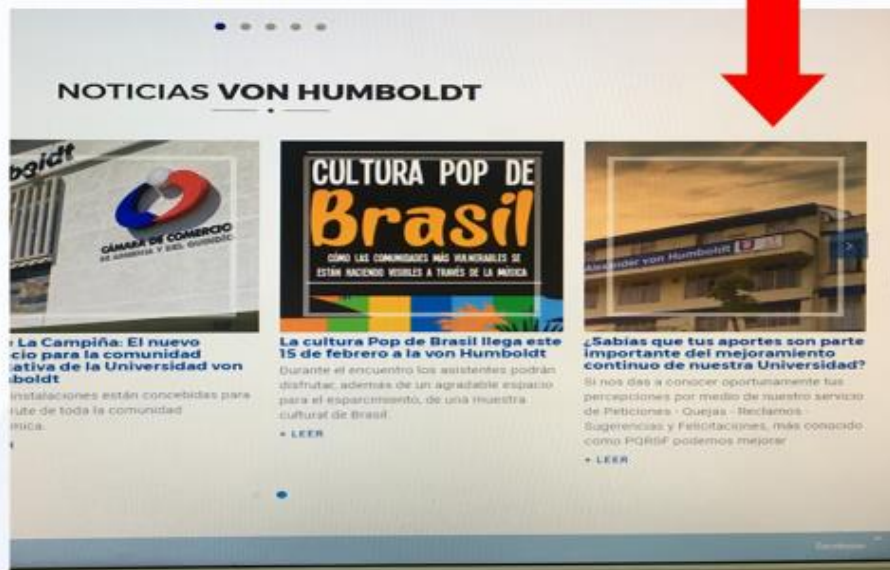 NOTICIAS VON HUMBOLDT
boldt
CÁMARA DE COMERCIO
DE ARMENIA Y DEL QUINDÍO
La Campiña: El nuevo
cio para la comunidad
ativa de la Universidad von
boldt
nstalaciones están concebidas para
rute de toda la comunidad
mica.
CULTURA POP DE
Brasil
CÓMO LAS COMUNIDADES MÁS VULNERABLES SE
ESTÁN HACIENDO VISIBLES A TRAVÉS DE LA MÚSICA
La cultura Pop de Brasil llega este
15 de febrero a la von Humboldt
Durante el encuentro los asistentes podrán
disfrutar, además de un agradable espacio
para el esparcimiento, de una muestra
cultural de Brasil
+ LEER
Alexander von Humboldt
¿Sabías que tus aportes son parte
importante del mejoramiento
continuo de nuestra Universidad?
Si nos das a conocer oportunamente tus
percepciones por medio de nuestro servicio
de Peticiones - Quejas - Reclamos -
Sugerencias y Felicitaciones, más conocido
como PQRSF podemos mejorar
+ LEER